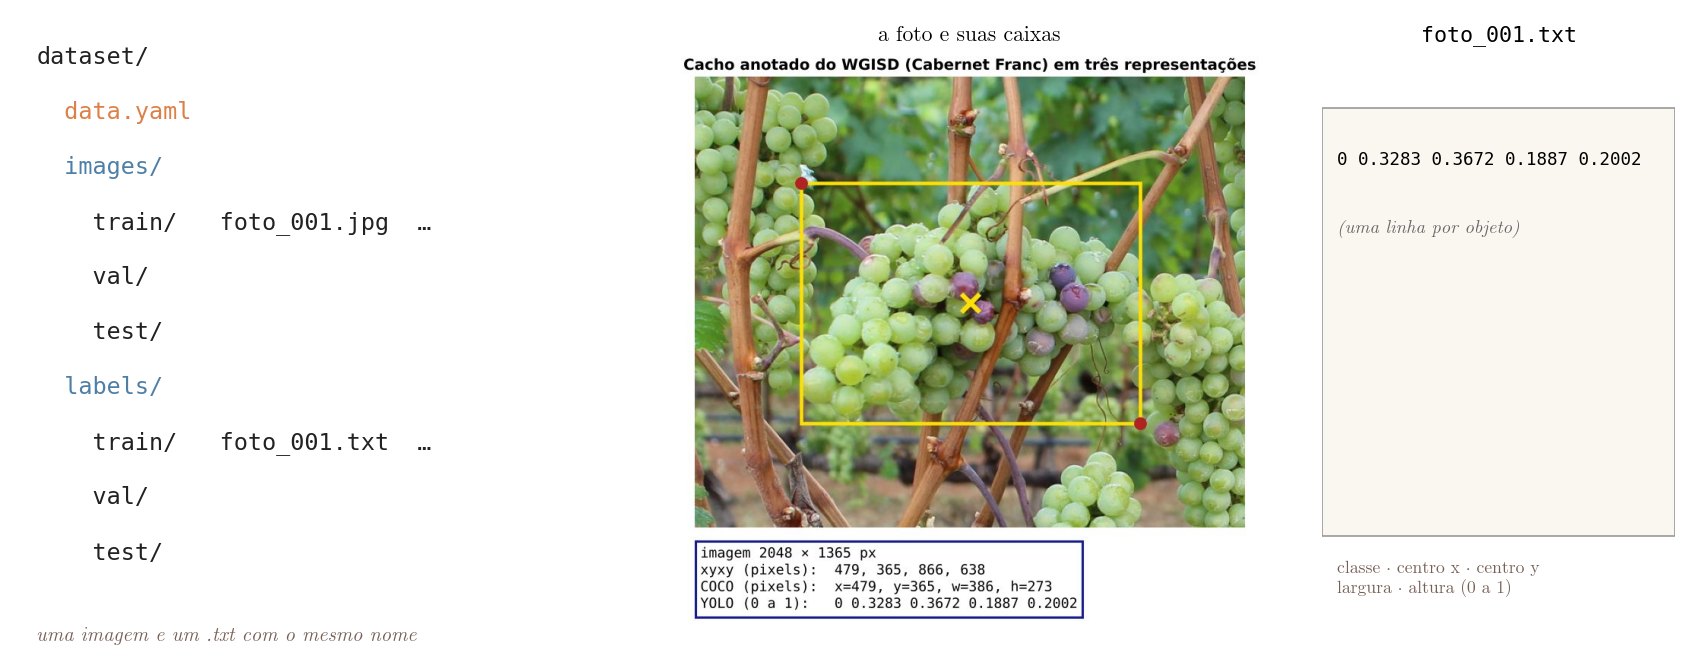 dataset/
data.yaml
images/
train/ foto_001.jpg …
val/
test/
labels/
train/ foto_001.txt …
val/
test/
uma imagem e um .txt com o mesmo nome
a foto e suas caixas
Cacho anotado do WGISD (Cabernet Franc) em três representações
imagem 2048 × 1365 px
xyxy (pixels): 479, 365, 866, 638
COCO (pixels): x=479, y=365, w=386, h=273
YOLO (0 a 1): 0 0.3283 0.3672 0.1887 0.2002
foto_001.txt
0 0.3283 0.3672 0.1887 0.2002
(uma linha por objeto)
classe · centro x · centro y
largura · altura (0 a 1)